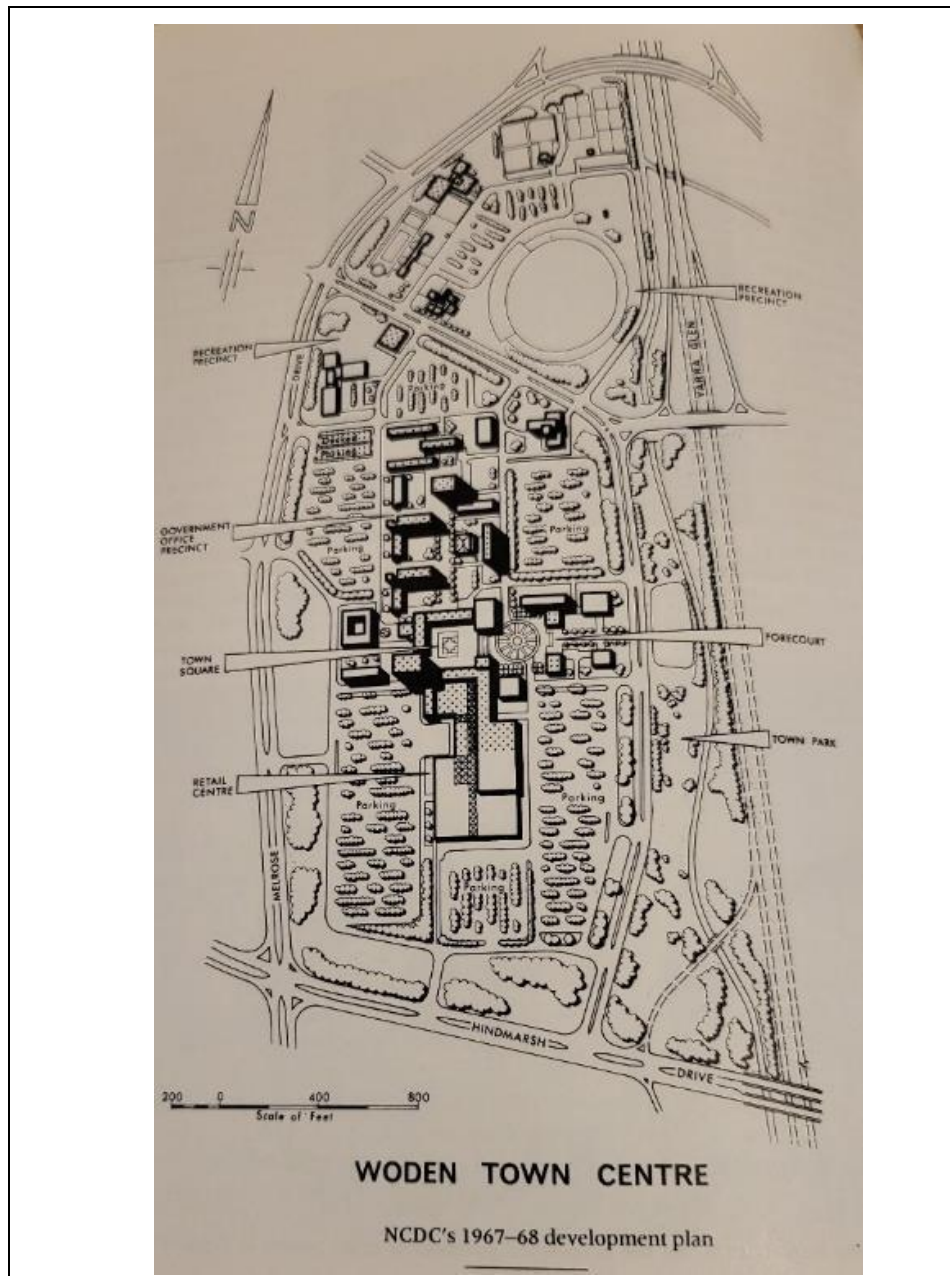 N
RECREATION
PRECINCT
YARRA GLEN
RECREATION
PRECINCT
DRIVE
Parking
Decked
Parking
GOVERNMENT
OFFICE
PRECINCT
Parking
Parking
FORECOURT
TOWN
SQUARE
TOWN PARK
RETAIL
CENTRE
Parking
Parking
MELROSE
Parking
HINDMARSH
DRIVE
200 0 400 800
Scale of Feet
WODEN TOWN CENTRE
NCDC's 1967–68 development plan